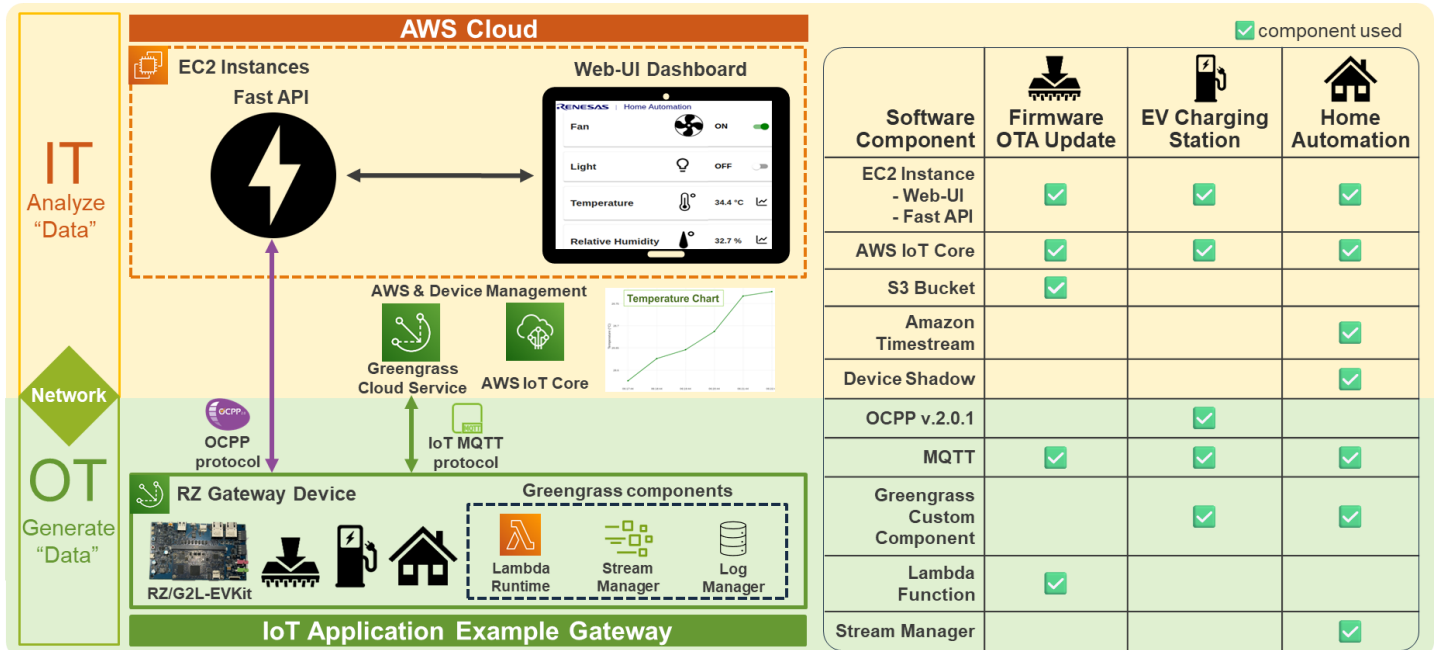 AWS Cloud
EC2 Instances
Fast API
Web-UI Dashboard
RENESAS | Home Automation
Fan ON
Light OFF
Temperature 34.4 °C
Relative Humidity 32.7 %
IT
Analyze
“Data”
Network
OT
Generate
“Data”
AWS & Device Management
Greengrass
Cloud Service
AWS IoT Core
Temperature Chart
OCPP
OCPP
protocol
MQTT
IoT MQTT
protocol
RZ Gateway Device
RZ/G2L-EVKit
Greengrass components
Lambda
Runtime
Stream
Manager
Log
Manager
IoT Application Example Gateway
component used
Software
Component
Firmware
OTA Update
EV Charging
Station
Home
Automation
EC2 Instance
- Web-UI
- Fast API
AWS IoT Core
S3 Bucket
Amazon
Timestream
Device Shadow
OCPP v.2.0.1
MQTT
Greengrass
Custom
Component
Lambda
Function
Stream Manager